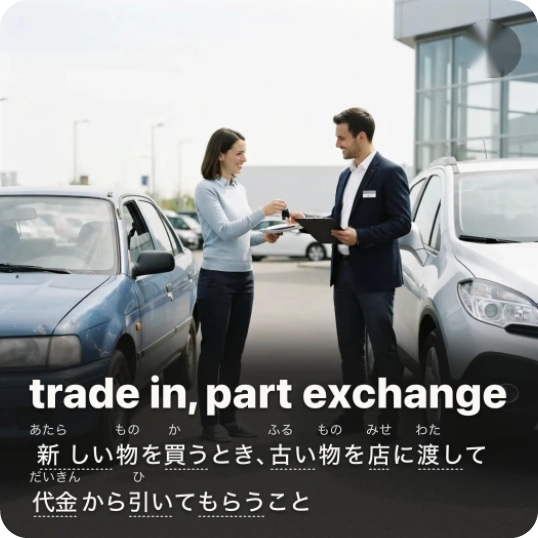 trade in, part exchange
あたら もの か ふる もの みせ わた
新しい物を買うとき、古い物を店に渡して
だいきん ひ
代金から引いてもらうこと